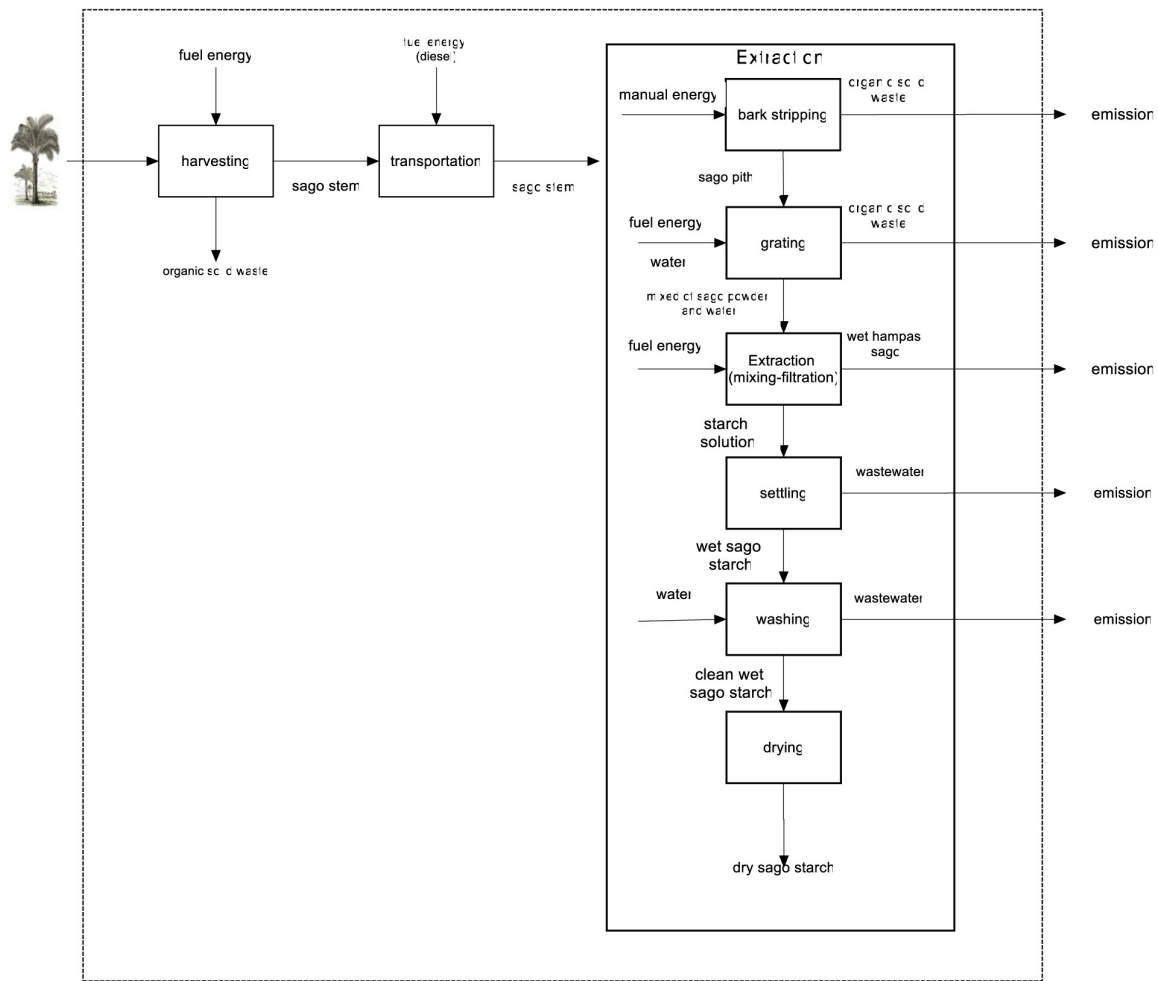 fuel energy
fuel energy
(diesel)
harvesting
sago stem
transportation
sago stem
organic solid waste
Extraction
manual energy
bark stripping
organic solid
waste
emission
sago pith
fuel energy
water
grating
organic solid
waste
emission
mixed of sago powder
and water
fuel energy
Extraction
(mixing-filtration)
wet hampas
sago
emission
starch
solution
settling
wastewater
emission
wet sago
starch
water
washing
wastewater
emission
clean wet
sago starch
drying
dry sago starch